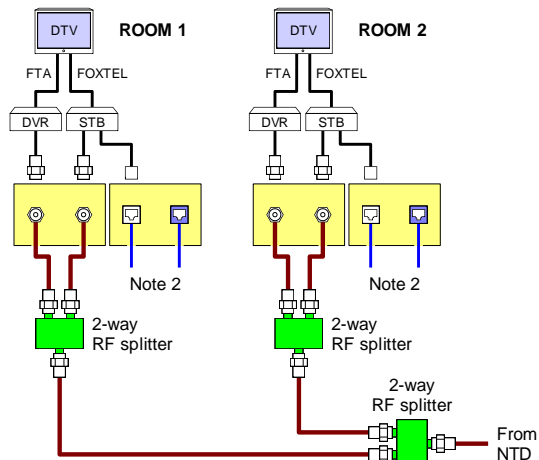 DTV
ROOM 1
FTA
FOXTEL
DVR
STB
Note 2
2-way
RF splitter
DTV
ROOM 2
FTA
FOXTEL
DVR
STB
Note 2
2-way
RF splitter
2-way
RF splitter
From
NTD